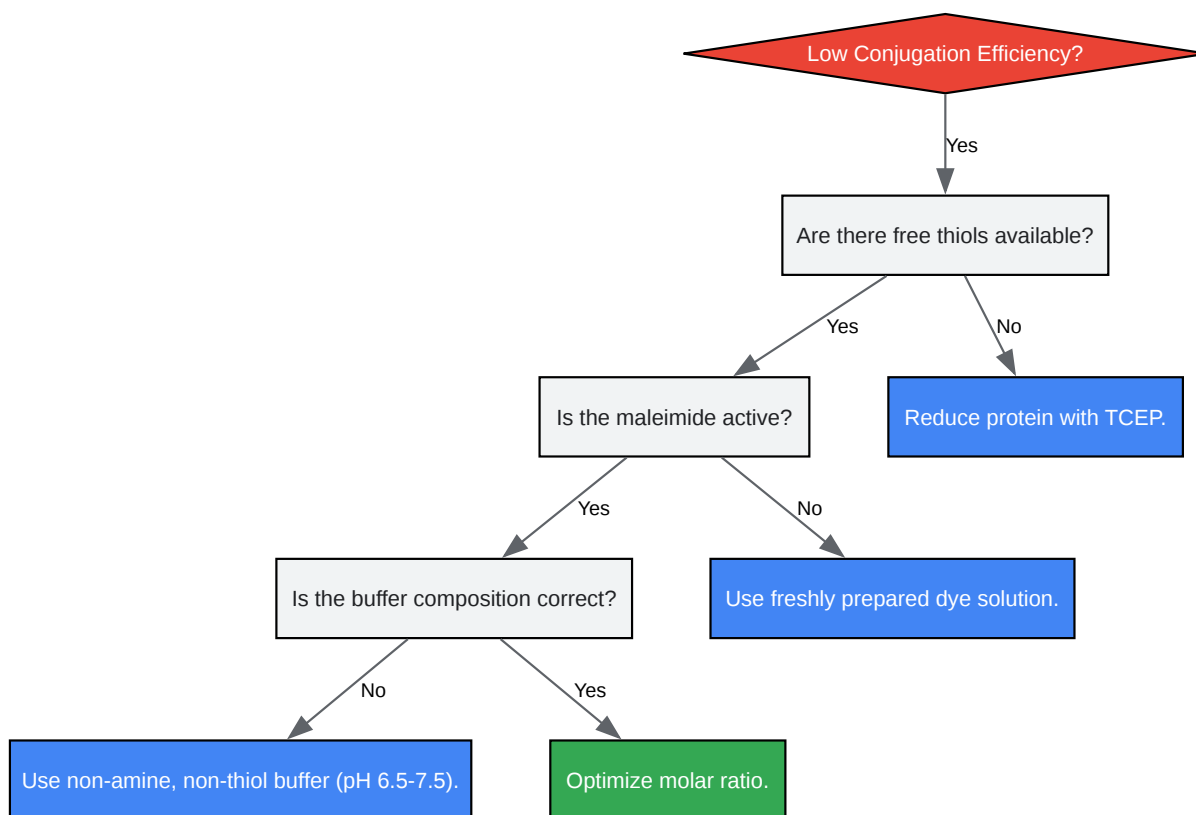 Low Conjugation Efficiency?
Yes
Are there free thiols available?
Yes
No
Is the maleimide active?
Reduce protein with TCEP.
Yes
No
Is the buffer composition correct?
Use freshly prepared dye solution.
No
Yes
Use non-amine, non-thiol buffer (pH 6.5-7.5).
Optimize molar ratio.